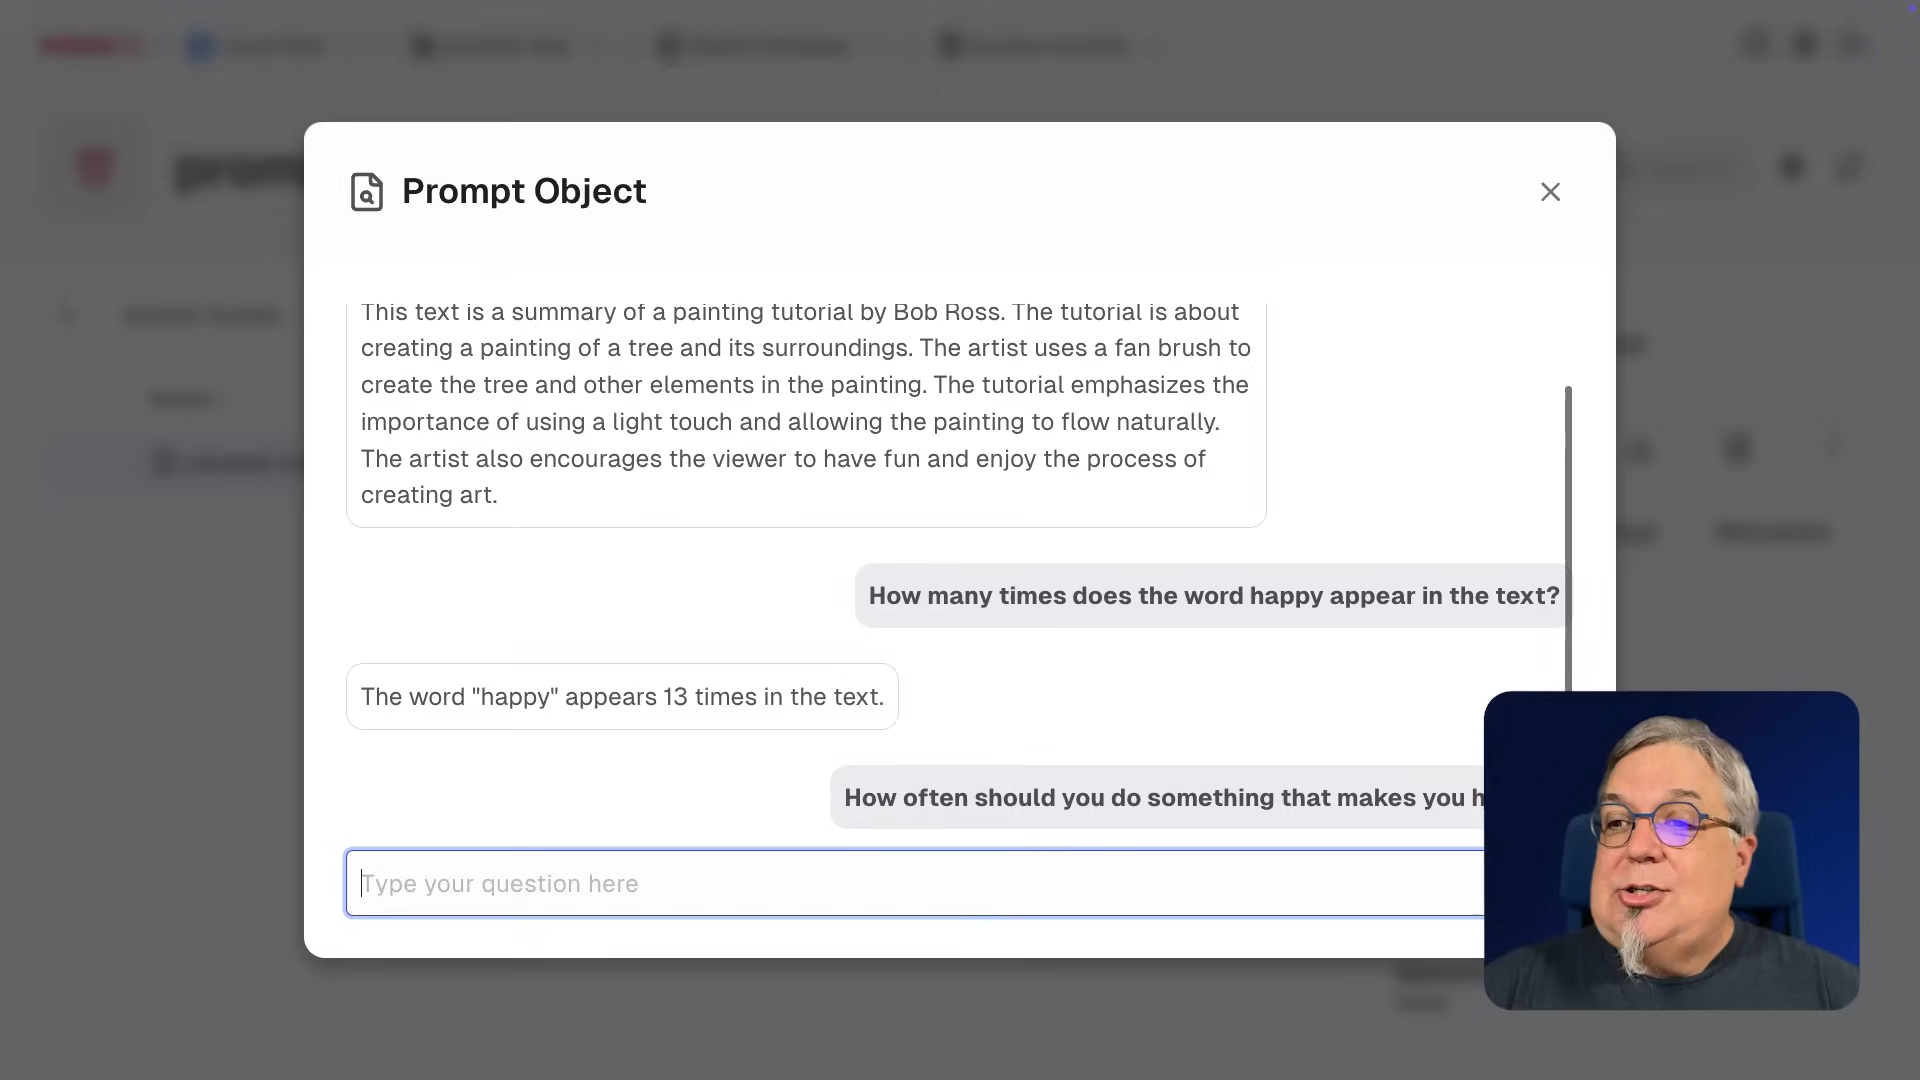 Prompt Object
This text is a summary of a painting tutorial by Bob Ross. The tutorial is about
creating a painting of a tree and its surroundings. The artist uses a fan brush to
create the tree and other elements in the painting. The tutorial emphasizes the
importance of using a light touch and allowing the painting to flow naturally.
The artist also encourages the viewer to have fun and enjoy the process of
creating art.
How many times does the word happy appear in the text?
The word "happy" appears 13 times in the text.
How often should you do something that makes you h
Type your question here